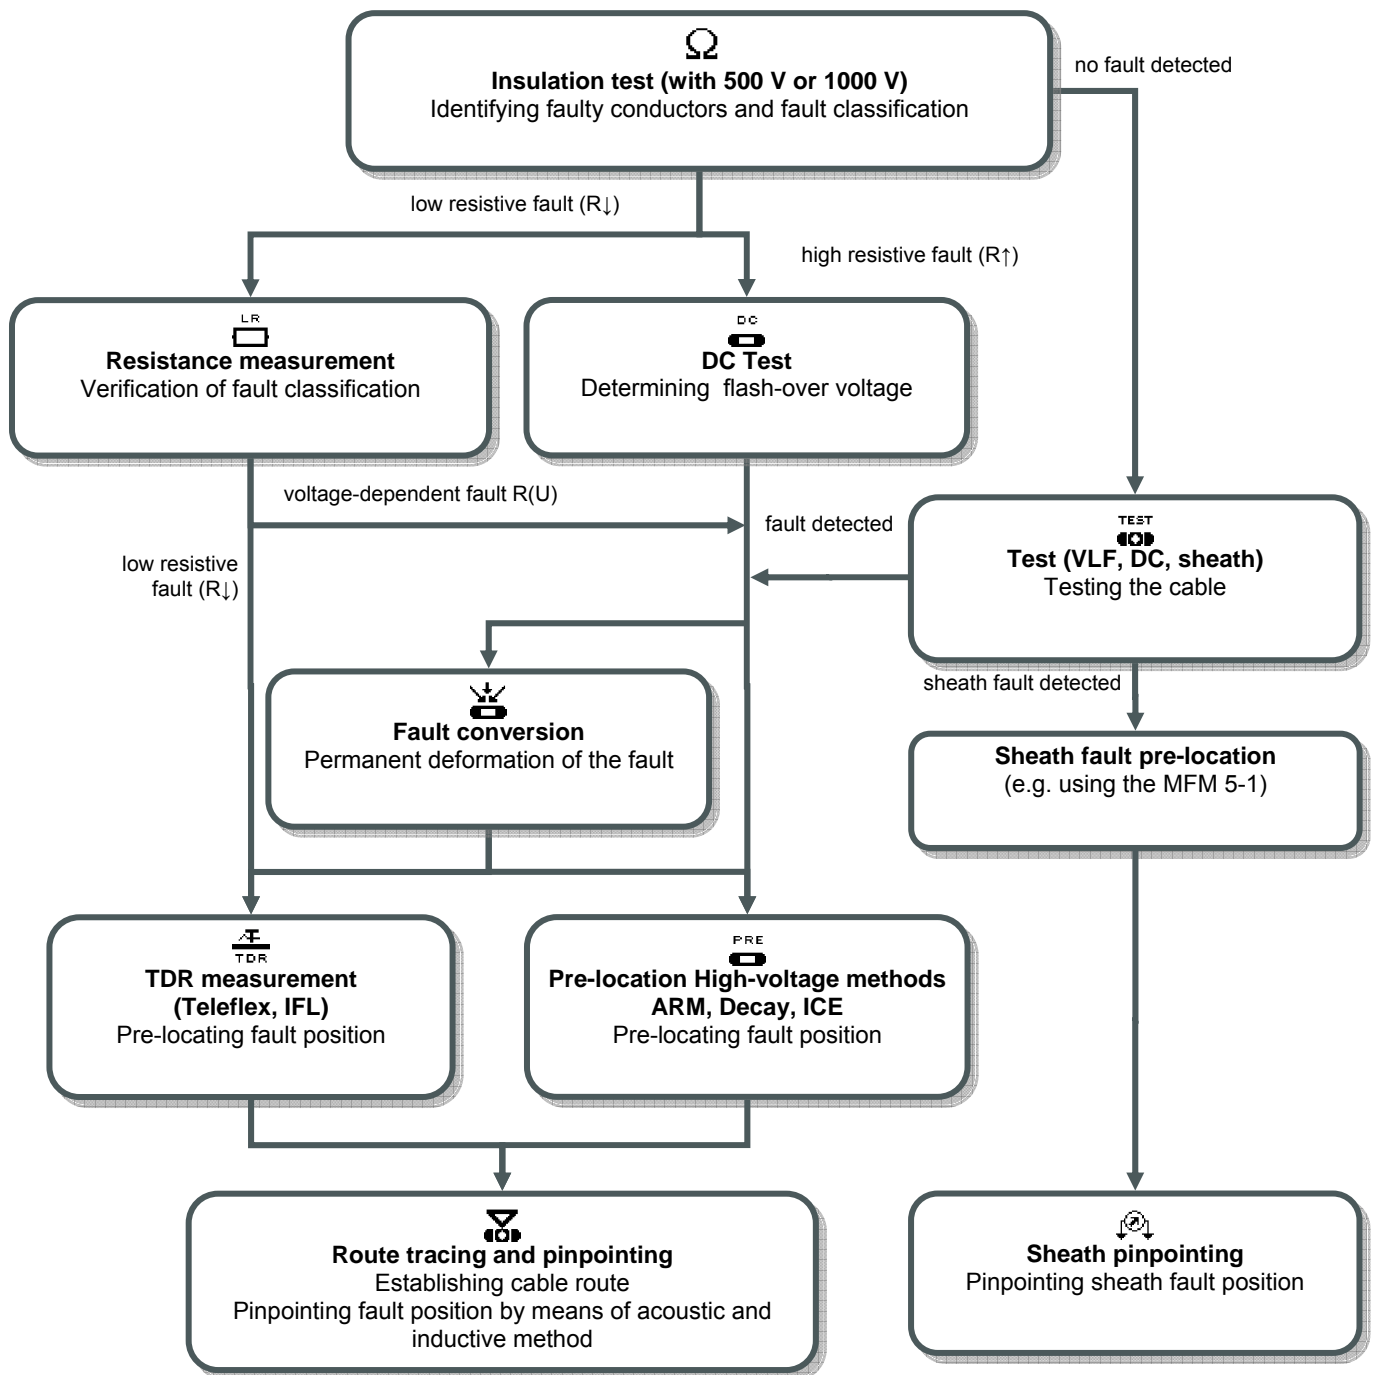 Ω
Insulation test (with 500 V or 1000 V)
Identifying faulty conductors and fault classification
no fault detected
low resistive fault (R↓)
high resistive fault (R↑)
LR
Resistance measurement
Verification of fault classification
DC
DC Test
Determining flash-over voltage
voltage-dependent fault R(U)
fault detected
low resistive
fault (R↓)
TEST
Test (VLF, DC, sheath)
Testing the cable
Fault conversion
Permanent deformation of the fault
sheath fault detected
Sheath fault pre-location
(e.g. using the MFM 5-1)
TDR
TDR measurement
(Teleflex, IFL)
Pre-locating fault position
PRE
Pre-location High-voltage methods
ARM, Decay, ICE
Pre-locating fault position
Route tracing and pinpointing
Establishing cable route
Pinpointing fault position by means of acoustic and
inductive method
Sheath pinpointing
Pinpointing sheath fault position